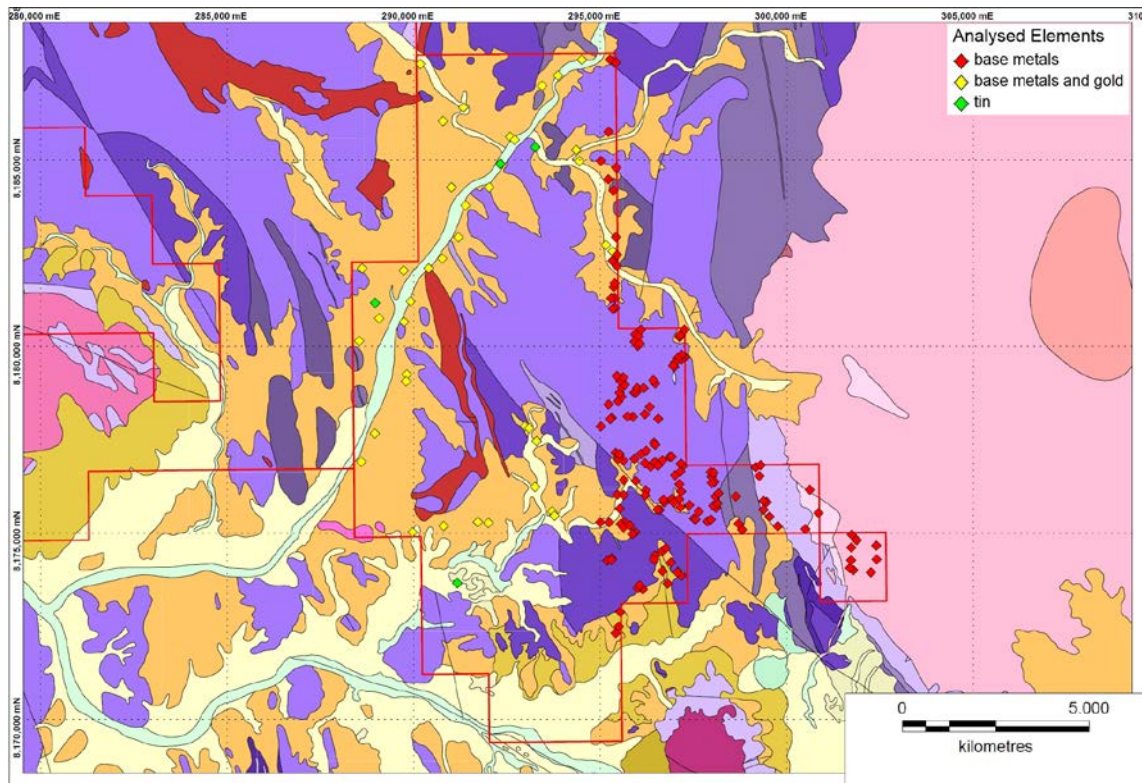 280,000 mE
285,000 mE
290,000 mE
295,000 mE
300,000 mE
305,000 mE
310
Analysed Elements
base metals
base metals and gold
tin
8,185,000 mN
8,180,000 mN
8,175,000 mN
8,170,000 mN
0
5.000
kilometres